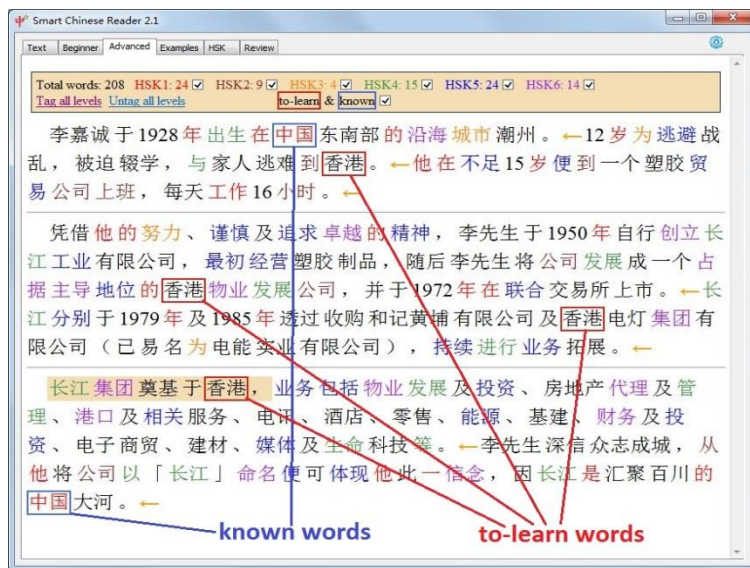 Smart Chinese Reader 2.1
Text Beginner Advanced Examples HSK Review
Total words: 208 HSK1: 24 HSK2: 9 HSK3: 4 HSK4: 15 HSK5: 24 HSK6: 14
Tag all levels Untag all levels to-learn & known
李嘉诚于1928年出生在中国东南部的沿海城市潮州。←12岁为逃避战
乱，被迫辍学，与家人逃难到香港。←他在不足15岁便到一个塑胶贸
易公司上班，每天工作16小时。←
凭借他的努力、谨慎及追求卓越的精神，李先生于1950年自行创立长
江工业有限公司，最初经营塑胶制品，随后李先生将公司发展成一个占
据主导地位的香港物业发展公司，并于1972年在联合交易所上市。←长
江分别于1979年及1985年透过收购和记黄埔有限公司及香港电灯集团有
限公司（已易名为电能实业有限公司），持续进行业务拓展。←
长江集团奠基于香港，业务包括物业发展及投资、房地产代理及管
理、港口及相关服务、电讯、酒店、零售、能源、基建、财务及投
资、电子商贸、建材、媒体及生命科技等。←李先生深信众志成城，从
他将公司以「长江」命名便可体现他此一信念，因长江是汇聚百川的
中国大河。←
known words to-learn words